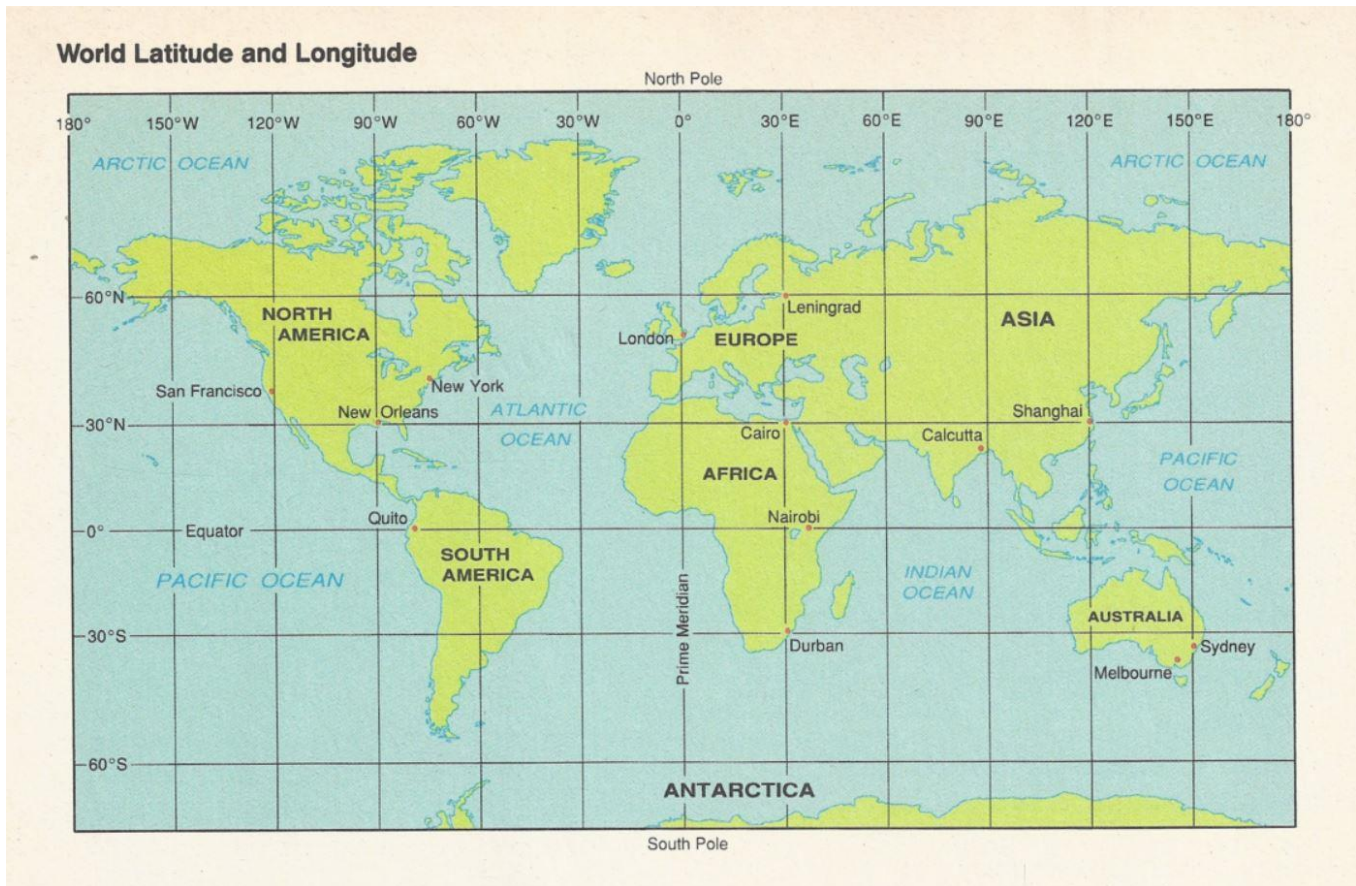 World Latitude and Longitude
North Pole
180° 150°W 120°W 90°W 60°W 30°W 0° 30°E 60°E 90°E 120°E 150°E 180°
ARCTIC OCEAN
ARCTIC OCEAN
60°N
NORTH
AMERICA
Leningrad
ASIA
London
EUROPE
San Francisco
New York
New Orleans
ATLANTIC
OCEAN
Shanghai
30°N
Cairo
Calcutta
AFRICA
PACIFIC
OCEAN
Quito
Nairobi
0°
Equator
SOUTH
AMERICA
PACIFIC OCEAN
INDIAN
OCEAN
Prime Meridian
AUSTRALIA
30°S
Durban
Sydney
Melbourne
60°S
ANTARCTICA
South Pole